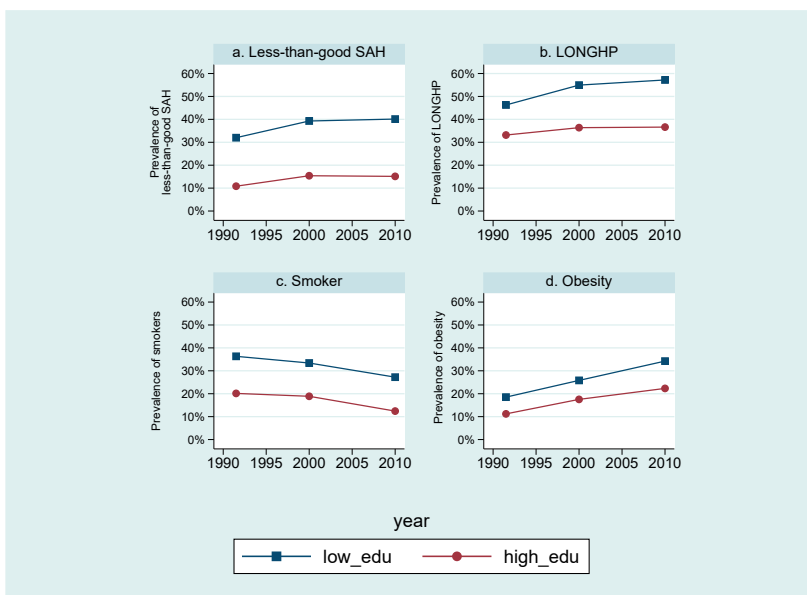 a. Less-than-good SAH
Prevalence of
less-than-good SAH
60%
50%
40%
30%
20%
10%
0%
1990 1995 2000 2005 2010
b. LONGHP
Prevalence of LONGHP
60%
50%
40%
30%
20%
10%
0%
1990 1995 2000 2005 2010
c. Smoker
Prevalence of smokers
60%
50%
40%
30%
20%
10%
0%
1990 1995 2000 2005 2010
d. Obesity
Prevalence of obesity
60%
50%
40%
30%
20%
10%
0%
1990 1995 2000 2005 2010
year
low_edu high_edu